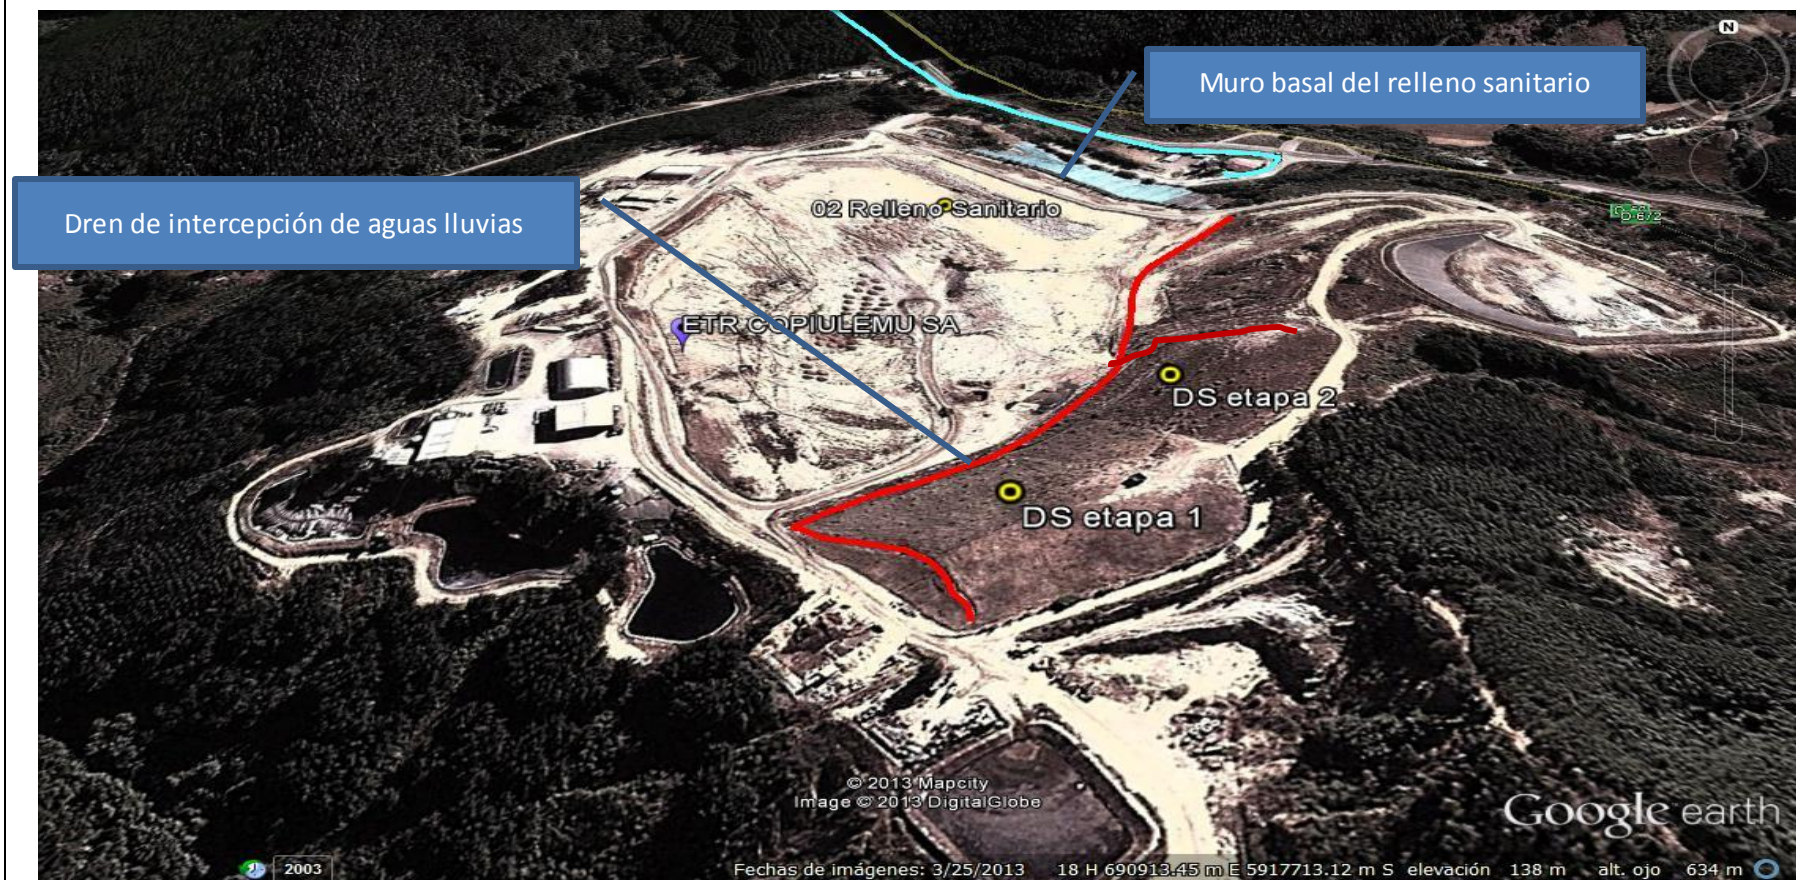 N
Muro basal del relleno sanitario
Dren de intercepción de aguas lluvias
02 Relleno Sanitario
ETR COPIULEMU SA
DS etapa 2
DS etapa 1
© 2013 Mapcity
Image © 2013 DigitalGlobe
Google earth
2003
Fechas de imágenes: 3/25/2013 18 H 690913.45 m E 5917713.12 m S elevación 138 m alt. ojo 634 m